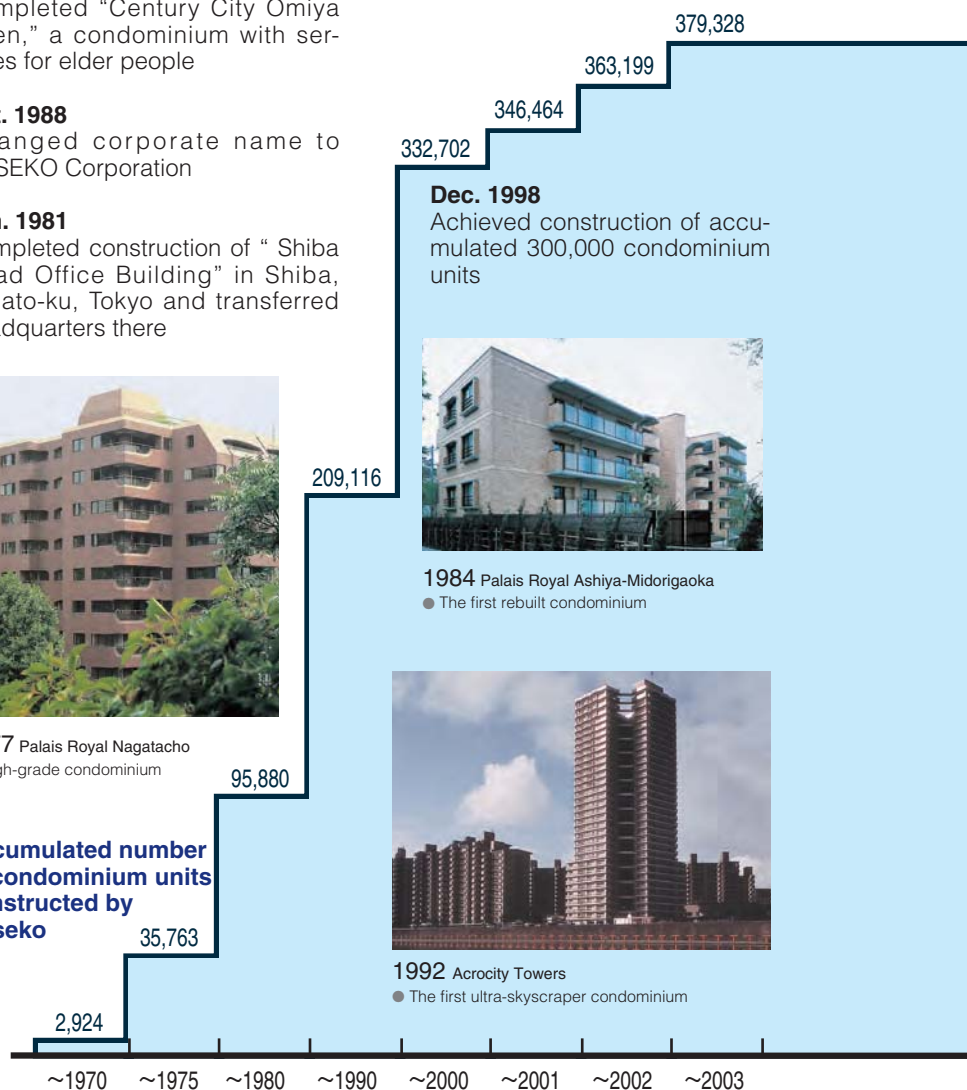 mpleted “Century City Omiya
en,” a condominium with ser-
es for elder people
t. 1988
anged corporate name to
SEKO Corporation
n. 1981
mpleted construction of “ Shiba
ad Office Building” in Shiba,
ato-ku, Tokyo and transferred
adquarters there
7 Palais Royal Nagatacho
gh-grade condominium
cumulated number
condominium units
nstructed by
seko
2,924
35,763
95,880
209,116
332,702
346,464
363,199
379,328
Dec. 1998
Achieved construction of accu-
mulated 300,000 condominium
units
1984 Palais Royal Ashiya-Midorigaoka
● The first rebuilt condominium
1992 Acrocity Towers
● The first ultra-skyscraper condominium
~1970 ~1975 ~1980 ~1990 ~2000 ~2001 ~2002 ~2003